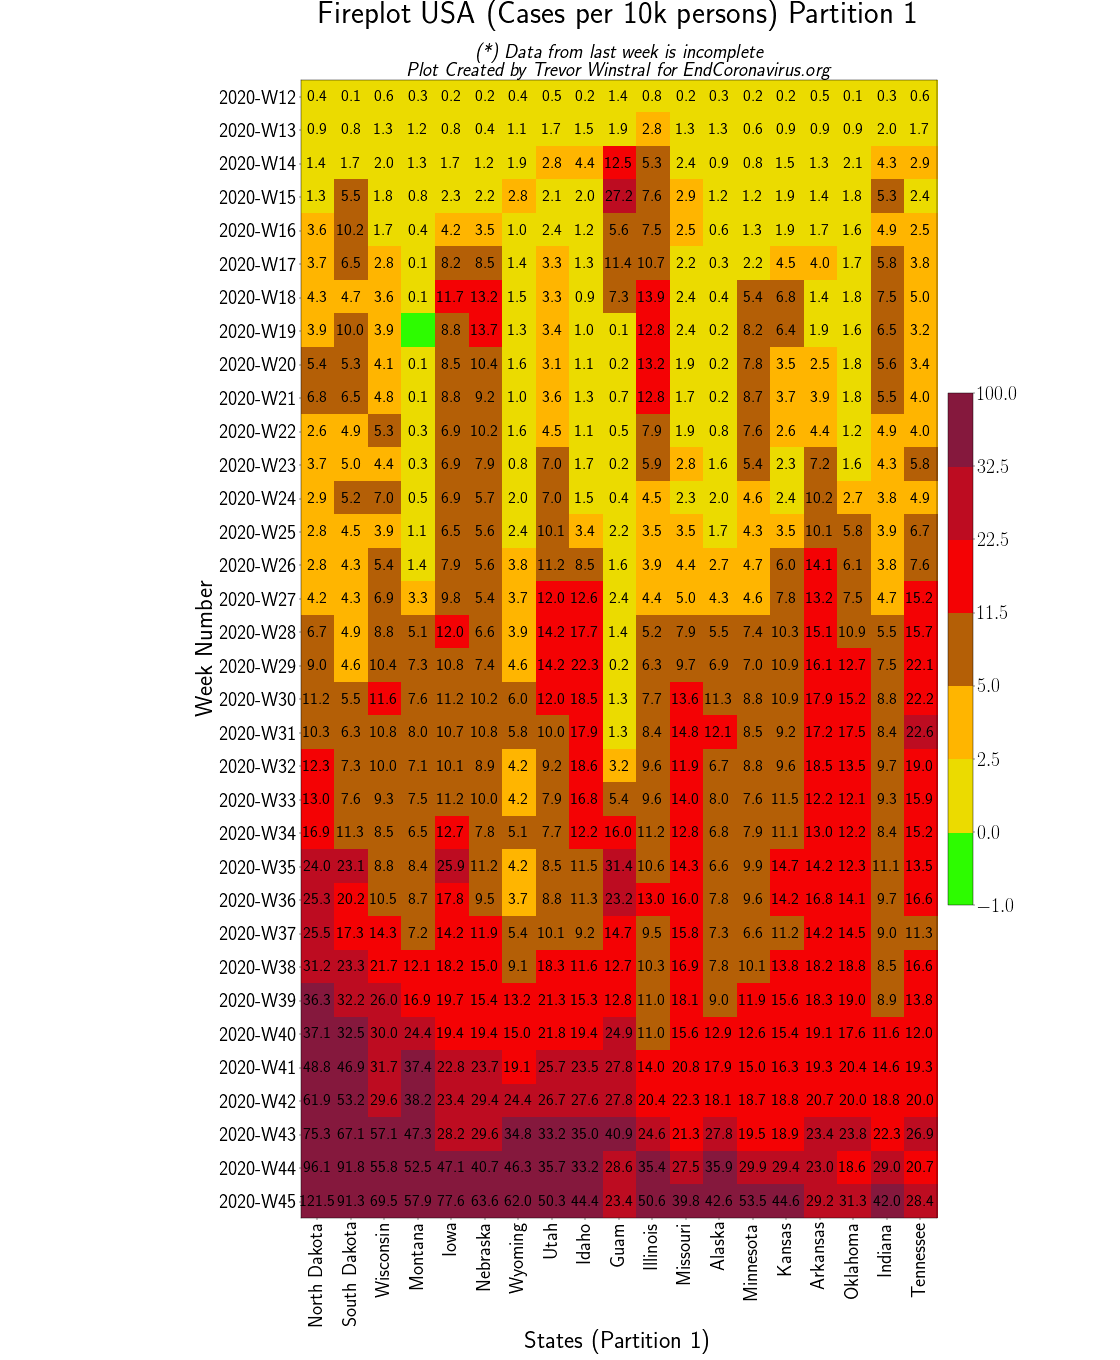 Fireplot USA (Cases per 10k persons) Partition 1
(*) Data from last week is incomplete
Plot Created by Trevor Winstral for EndCoronavirus.org
2020-W12 0.4 0.1 0.6 0.3 0.2 0.2 0.4 0.5 0.2 1.4 0.8 0.2 0.3 0.2 0.2 0.5 0.1 0.3 0.6
2020-W13 0.9 0.8 1.3 1.2 0.8 0.4 1.1 1.7 1.5 1.9 2.8 1.3 1.3 0.6 0.9 0.9 0.9 2.0 1.7
2020-W14 1.4 1.7 2.0 1.3 1.7 1.2 1.9 2.8 4.4 12.5 5.3 2.4 0.9 0.8 1.5 1.3 2.1 4.3 2.9
2020-W15 1.3 5.5 1.8 0.8 2.3 2.2 2.8 2.1 2.0 27.2 7.6 2.9 1.2 1.2 1.9 1.4 1.8 5.3 2.4
2020-W16 3.6 10.2 1.7 0.4 4.2 3.5 1.0 2.4 1.2 5.6 7.5 2.5 0.6 1.3 1.9 1.7 1.6 4.9 2.5
2020-W17 3.7 6.5 2.8 0.1 8.2 8.5 1.4 3.3 1.3 11.4 10.7 2.2 0.3 2.2 4.5 4.0 1.7 5.8 3.8
2020-W18 4.3 4.7 3.6 0.1 11.7 13.2 1.5 3.3 0.9 7.3 13.9 2.4 0.4 5.4 6.8 1.4 1.8 7.5 5.0
2020-W19 3.9 10.0 3.9 8.8 13.7 1.3 3.4 1.0 0.1 12.8 2.4 0.2 8.2 6.4 1.9 1.6 6.5 3.2
2020-W20 5.4 5.3 4.1 0.1 8.5 10.4 1.6 3.1 1.1 0.2 13.2 1.9 0.2 7.8 3.5 2.5 1.8 5.6 3.4
2020-W21 6.8 6.5 4.8 0.1 8.8 9.2 1.0 3.6 1.3 0.7 12.8 1.7 0.2 8.7 3.7 3.9 1.8 5.5 4.0
2020-W22 2.6 4.9 5.3 0.3 6.9 10.2 1.6 4.5 1.1 0.5 7.9 1.9 0.8 7.6 2.6 4.4 1.2 4.9 4.0
2020-W23 3.7 5.0 4.4 0.3 6.9 7.9 0.8 7.0 1.7 0.2 5.9 2.8 1.6 5.4 2.3 7.2 1.6 4.3 5.8
2020-W24 2.9 5.2 7.0 0.5 6.9 5.7 2.0 7.0 1.5 0.4 4.5 2.3 2.0 4.6 2.4 10.2 2.7 3.8 4.9
2020-W25 2.8 4.5 3.9 1.1 6.5 5.6 2.4 10.1 3.4 2.2 3.5 3.5 1.7 4.3 3.5 10.1 5.8 3.9 6.7
2020-W26 2.8 4.3 5.4 1.4 7.9 5.6 3.8 11.2 8.5 1.6 3.9 4.4 2.7 4.7 6.0 14.1 6.1 3.8 7.6
2020-W27 4.2 4.3 6.9 3.3 9.8 5.4 3.7 12.0 12.6 2.4 4.4 5.0 4.3 4.6 7.8 13.2 7.5 4.7 15.2
2020-W28 6.7 4.9 8.8 5.1 12.0 6.6 3.9 14.2 17.7 1.4 5.2 7.9 5.5 7.4 10.3 15.1 10.9 5.5 15.7
2020-W29 9.0 4.6 10.4 7.3 10.8 7.4 4.6 14.2 22.3 0.2 6.3 9.7 6.9 7.0 10.9 16.1 12.7 7.5 22.1
2020-W30 11.2 5.5 11.6 7.6 11.2 10.2 6.0 12.0 18.5 1.3 7.7 13.6 11.3 8.8 10.9 17.9 15.2 8.8 22.2
2020-W31 10.3 6.3 10.8 8.0 10.7 10.8 5.8 10.0 17.9 1.3 8.4 14.8 12.1 8.5 9.2 17.2 17.5 8.4 22.6
2020-W32 12.3 7.3 10.0 7.1 10.1 8.9 4.2 9.2 18.6 3.2 9.6 11.9 6.7 8.8 9.6 18.5 13.5 9.7 19.0
2020-W33 13.0 7.6 9.3 7.5 11.2 10.0 4.2 7.9 16.8 5.4 9.6 14.0 8.0 7.6 11.5 12.2 12.1 9.3 15.9
2020-W34 16.9 11.3 8.5 6.5 12.7 7.8 5.1 7.7 12.2 16.0 11.2 12.8 6.8 7.9 11.1 13.0 12.2 8.4 15.2
2020-W35 24.0 23.1 8.8 8.4 25.9 11.2 4.2 8.5 11.5 31.4 10.6 14.3 6.6 9.9 14.7 14.2 12.3 11.1 13.5
2020-W36 25.3 20.2 10.5 8.7 17.8 9.5 3.7 8.8 11.3 23.2 13.0 16.0 7.8 9.6 14.2 16.8 14.1 9.7 16.6
2020-W37 25.5 17.3 14.3 7.2 14.2 11.9 5.4 10.1 9.2 14.7 9.5 15.8 7.3 6.6 11.2 14.2 14.5 9.0 11.3
2020-W38 31.2 23.3 21.7 12.1 18.2 15.0 9.1 18.3 11.6 12.7 10.3 16.9 7.8 10.1 13.8 18.2 18.8 8.5 16.6
2020-W39 36.3 32.2 26.0 16.9 19.7 15.4 13.2 21.3 15.3 12.8 11.0 18.1 9.0 11.9 15.6 18.3 19.0 8.9 13.8
2020-W40 37.1 32.5 30.0 24.4 19.4 19.4 15.0 21.8 19.4 24.9 11.0 15.6 12.9 12.6 15.4 19.1 17.6 11.6 12.0
2020-W41 48.8 46.9 31.7 37.4 22.8 23.7 19.1 25.7 23.5 27.8 14.0 20.8 17.9 15.0 16.3 19.3 20.4 14.6 19.3
2020-W42 61.9 53.2 29.6 38.2 23.4 29.4 24.4 26.7 27.6 27.8 20.4 22.3 18.1 18.7 18.8 20.7 20.0 18.8 20.0
2020-W43 75.3 67.1 57.1 47.3 28.2 29.6 34.8 33.2 35.0 40.9 24.6 21.3 27.8 19.5 18.9 23.4 23.8 22.3 26.9
2020-W44 96.1 91.8 55.8 52.5 47.1 40.7 46.3 35.7 33.2 28.6 35.4 27.5 35.9 29.9 29.4 23.0 18.6 29.0 20.7
2020-W45 121.5 91.3 69.5 57.9 77.6 63.6 62.0 50.3 44.4 23.4 50.6 39.8 42.6 53.5 44.6 29.2 31.3 42.0 28.4
Week Number
North Dakota
South Dakota
Wisconsin
Montana
Iowa
Nebraska
Wyoming
Utah
Idaho
Guam
Illinois
Missouri
Alaska
Minnesota
Kansas
Arkansas
Oklahoma
Indiana
Tennessee
States (Partition 1)
100.0
32.5
22.5
11.5
5.0
2.5
0.0
−1.0